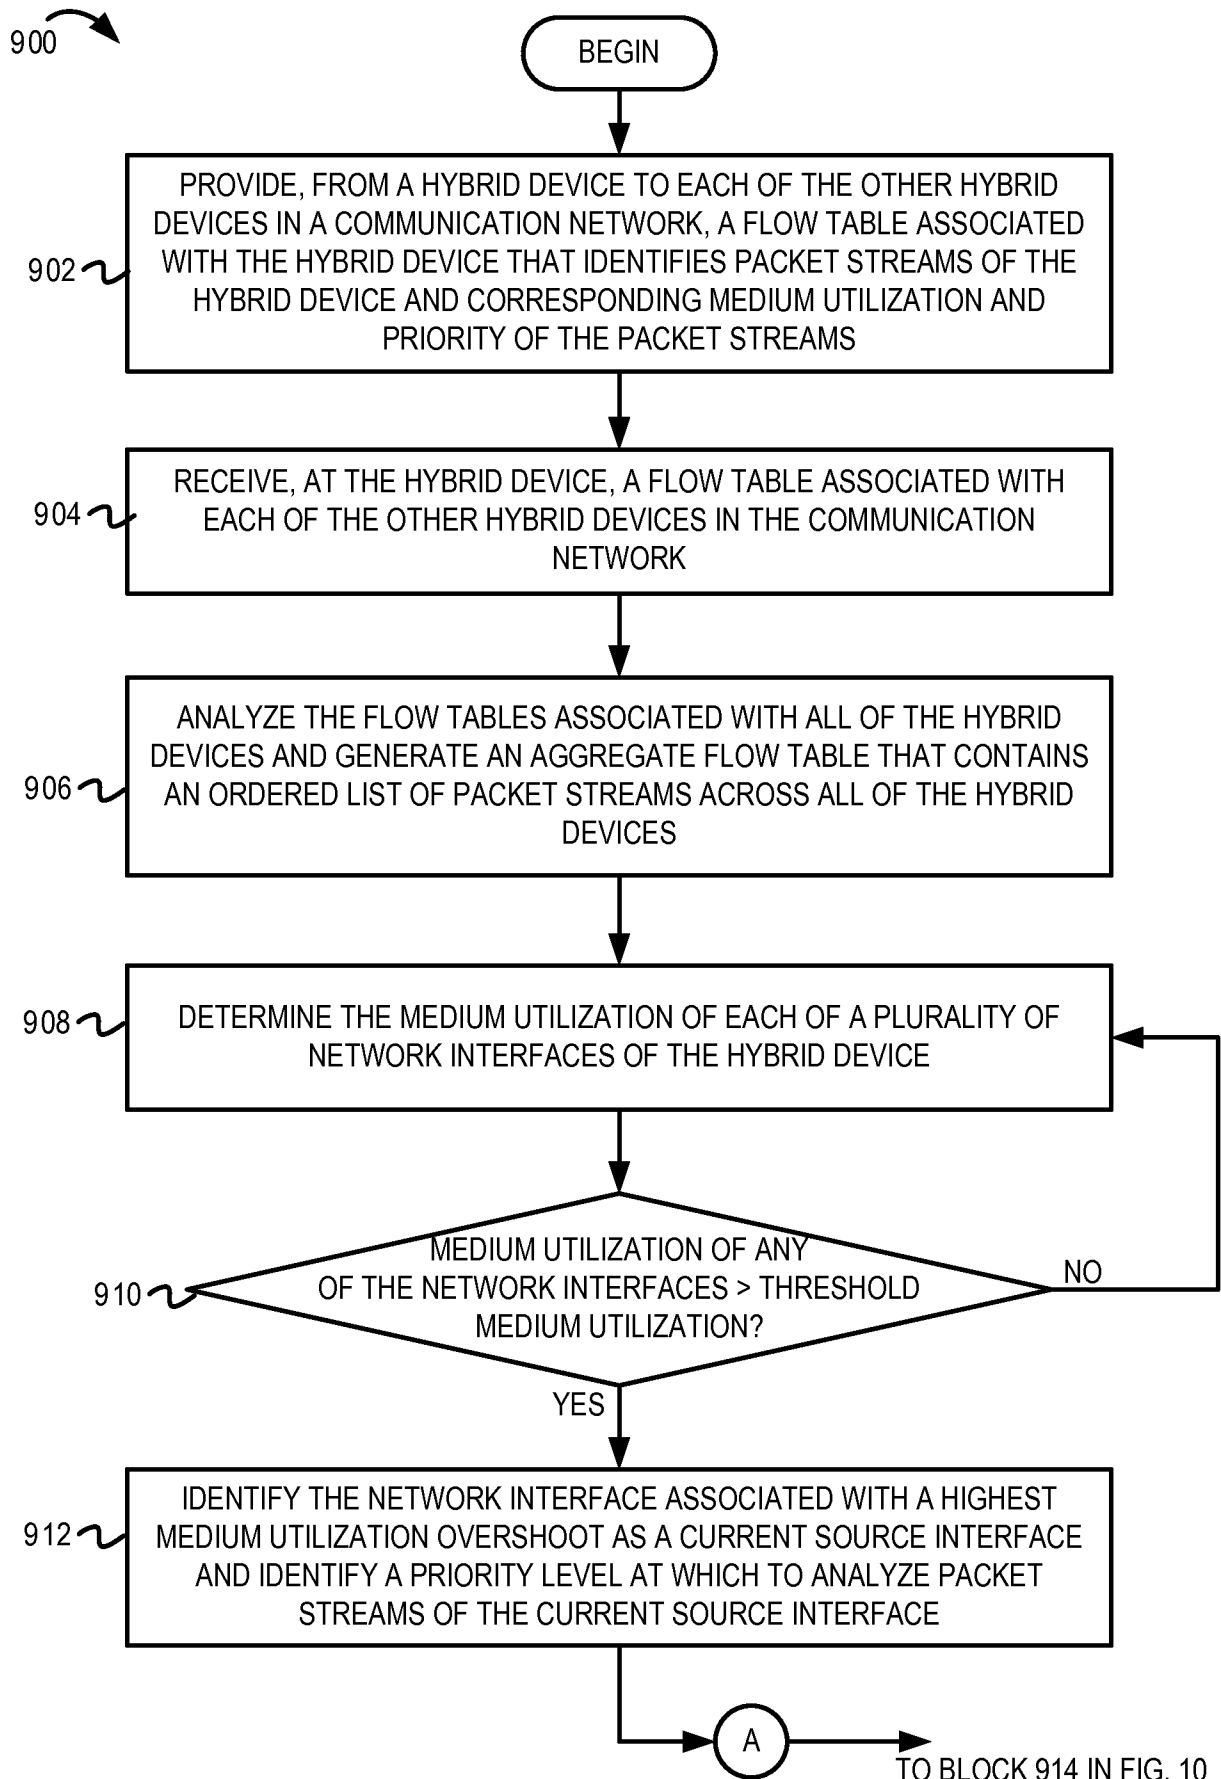 900
BEGIN
PROVIDE, FROM A HYBRID DEVICE TO EACH OF THE OTHER HYBRID
DEVICES IN A COMMUNICATION NETWORK, A FLOW TABLE ASSOCIATED
WITH THE HYBRID DEVICE THAT IDENTIFIES PACKET STREAMS OF THE
HYBRID DEVICE AND CORRESPONDING MEDIUM UTILIZATION AND
PRIORITY OF THE PACKET STREAMS
902
RECEIVE, AT THE HYBRID DEVICE, A FLOW TABLE ASSOCIATED WITH
EACH OF THE OTHER HYBRID DEVICES IN THE COMMUNICATION
NETWORK
904
ANALYZE THE FLOW TABLES ASSOCIATED WITH ALL OF THE HYBRID
DEVICES AND GENERATE AN AGGREGATE FLOW TABLE THAT CONTAINS
AN ORDERED LIST OF PACKET STREAMS ACROSS ALL OF THE HYBRID
DEVICES
906
DETERMINE THE MEDIUM UTILIZATION OF EACH OF A PLURALITY OF
NETWORK INTERFACES OF THE HYBRID DEVICE
908
MEDIUM UTILIZATION OF ANY
OF THE NETWORK INTERFACES > THRESHOLD
MEDIUM UTILIZATION?
910
NO
YES
IDENTIFY THE NETWORK INTERFACE ASSOCIATED WITH A HIGHEST
MEDIUM UTILIZATION OVERSHOOT AS A CURRENT SOURCE INTERFACE
AND IDENTIFY A PRIORITY LEVEL AT WHICH TO ANALYZE PACKET
STREAMS OF THE CURRENT SOURCE INTERFACE
912
A
TO BLOCK 914 IN FIG. 10